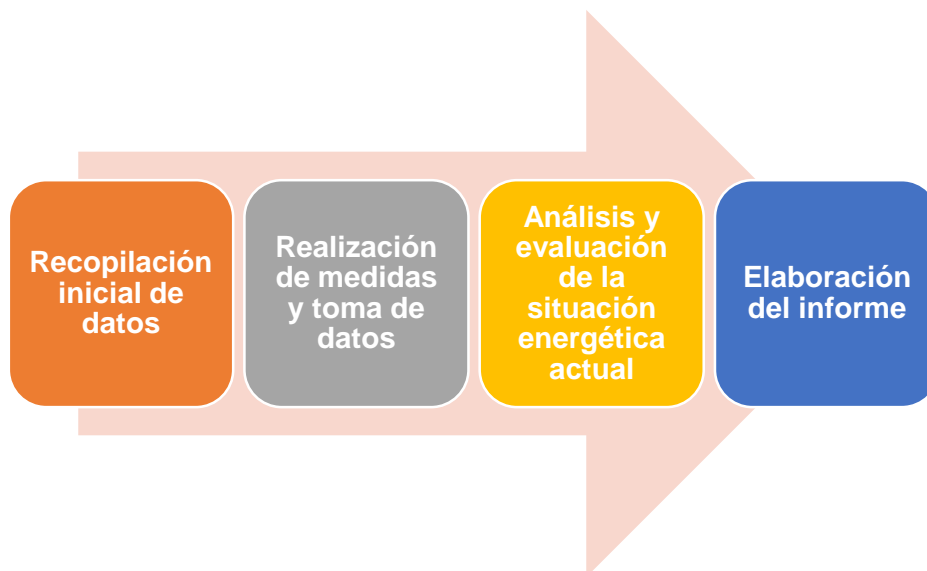 Recopilación
inicial de
datos
Realización
de medidas
y toma de
datos
Análisis y
evaluación
de la
situación
energética
actual
Elaboración
del informe